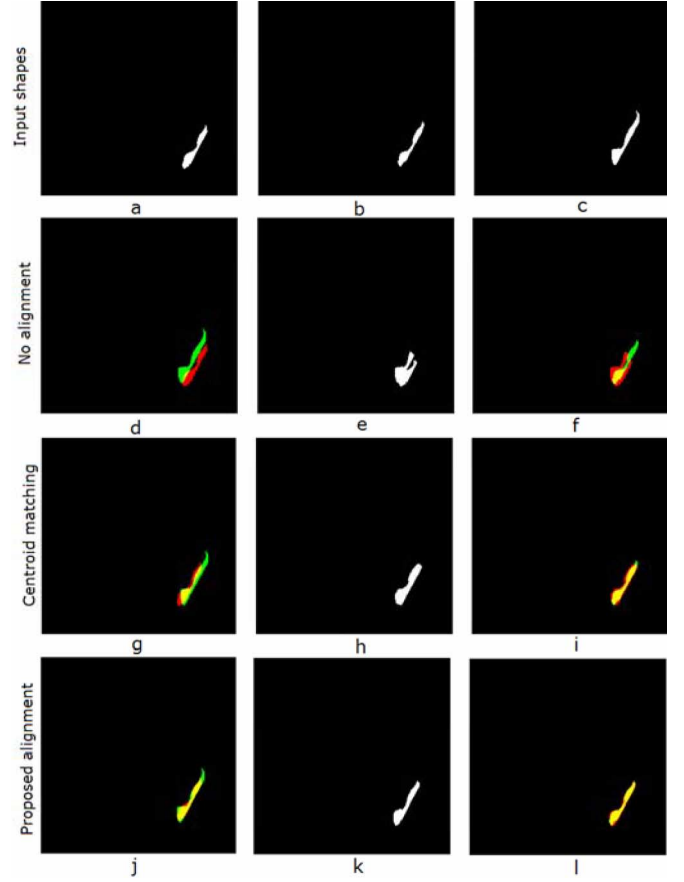 Input shapes
a b c
No alignment
d e f
Centroid matching
g h i
Proposed alignment
j k l